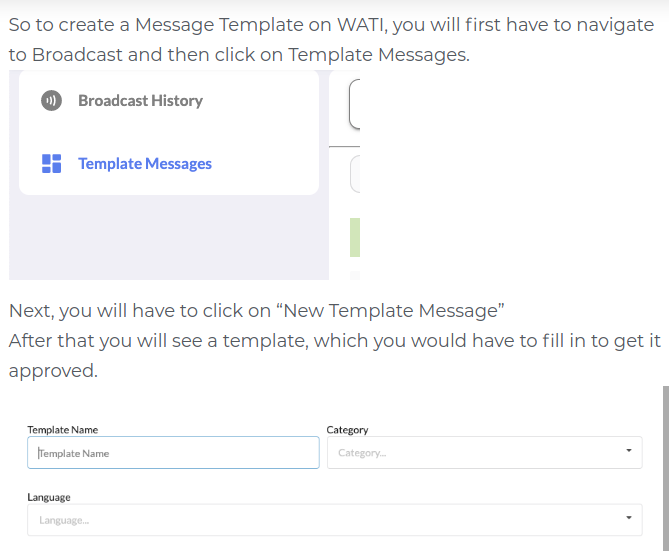 So to create a Message Template on WATI, you will first have to navigate
to Broadcast and then click on Template Messages.
Broadcast History
Template Messages
Next, you will have to click on “New Template Message”
After that you will see a template, which you would have to fill in to get it
approved.
Template Name Category
Template Name Category...
Language
Language...